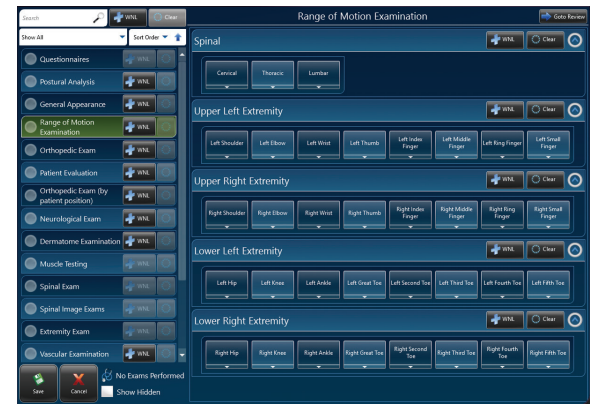 Search
WNL
Clear
Range of Motion Examination
Goto Review
Show All
Sort Order
Questionnaires
WNL
Postural Analysis
WNL
General Appearance
WNL
Range of Motion
Examination
WNL
Orthopedic Exam
WNL
Patient Evaluation
WNL
Orthopedic Exam (by
patient position)
WNL
Neurological Exam
WNL
Dermatome Examination
WNL
Muscle Testing
WNL
Spinal Exam
WNL
Spinal Image Exams
WNL
Extremity Exam
WNL
Vascular Examination
WNL
Save
Cancel
No Exams Performed
Show Hidden
Spinal
WNL
Clear
Cervical
Thoracic
Lumbar
Upper Left Extremity
WNL
Clear
Left Shoulder
Left Elbow
Left Wrist
Left Thumb
Left Index
Finger
Left Middle
Finger
Left Ring Finger
Left Small
Finger
Upper Right Extremity
WNL
Clear
Right Shoulder
Right Elbow
Right Wrist
Right Thumb
Right Index
Finger
Right Middle
Finger
Right Ring
Finger
Right Small
Finger
Lower Left Extremity
WNL
Clear
Left Hip
Left Knee
Left Ankle
Left Great Toe
Left Second Toe
Left Third Toe
Left Fourth Toe
Left Fifth Toe
Lower Right Extremity
WNL
Clear
Right Hip
Right Knee
Right Ankle
Right Great Toe
Right Second
Toe
Right Third Toe
Right Fourth
Toe
Right Fifth Toe